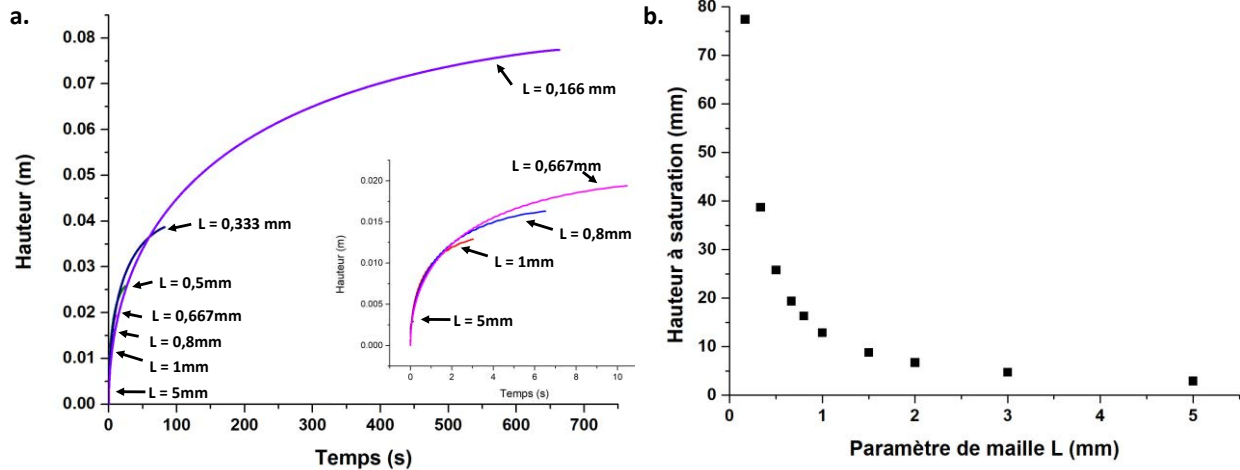 a.
Hauteur (m)
0.08
0.07
0.06
0.05
0.04
0.03
0.02
0.01
0.00
0 100 200 300 400 500 600 700
Temps (s)
L = 0,166 mm
L = 0,333 mm
L = 0,5mm
L = 0,667mm
L = 0,8mm
L = 1mm
L = 5mm
Hauteur (m)
0.020
0.015
0.010
0.005
0.000
0 2 4 6 8 10
Temps (s)
L = 0,667mm
L = 0,8mm
L = 1mm
L = 5mm
b.
Hauteur à saturation (mm)
80
70
60
50
40
30
20
10
0
0 1 2 3 4 5
Paramètre de maille L (mm)